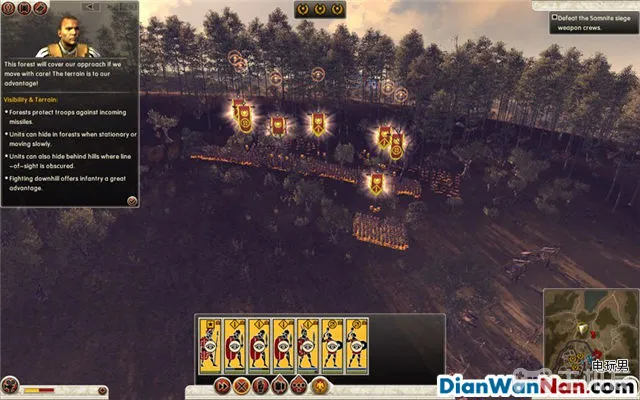 This forest will cover our approach if we
move with care! The terrain is to our
advantage!
Visibility & Terrain:
Forests protect troops against incoming
missiles.
Units can hide in forests when stationary or
moving slowly.
Units can also hide behind hills where line
-of-sight is obscured.
Fighting downhill offers infantry a great
advantage.
Defeat the Samnite siege
weapon crews.
电玩男
DianWanNan.com